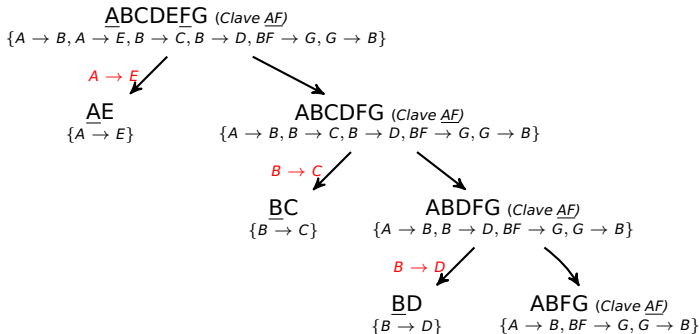 ABCDEFG (Clave AF)
{A → B, A → E, B → C, B → D, BF → G, G → B}
A → E
AE
{A → E}
ABCDFG (Clave AF)
{A → B, B → C, B → D, BF → G, G → B}
B → C
BC
{B → C}
ABDFG (Clave AF)
{A → B, B → D, BF → G, G → B}
B → D
BD
{B → D}
ABFG (Clave AF)
{A → B, BF → G, G → B}